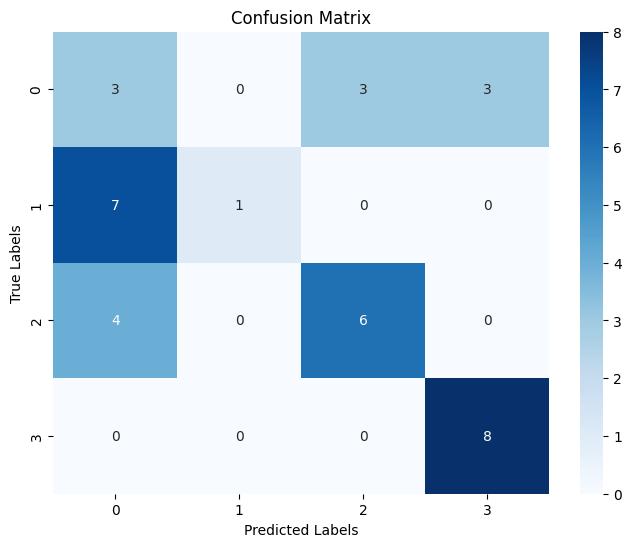 Confusion Matrix
True Labels
0 3 0 3 3
1 7 1 0 0
2 4 0 6 0
3 0 0 0 8
0 1 2 3
Predicted Labels
8
7
6
5
4
3
2
1
0